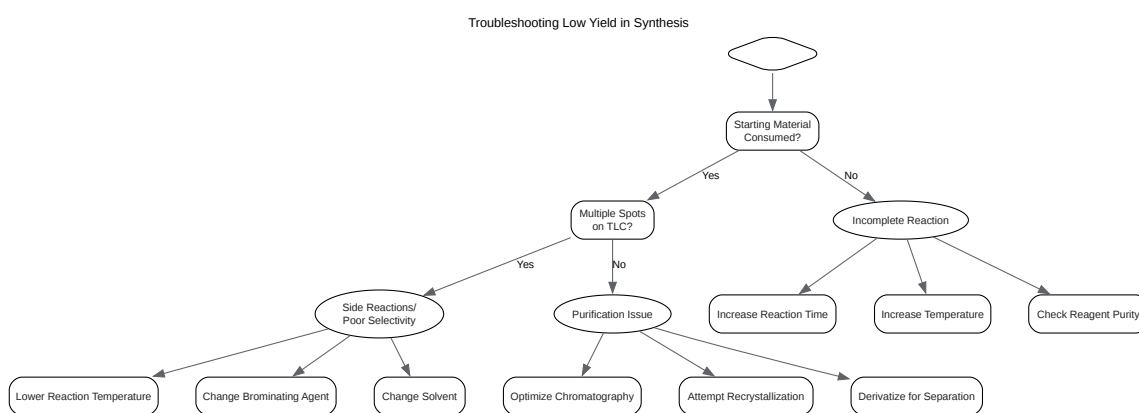 Troubleshooting Low Yield in Synthesis
Starting Material
Consumed?
Yes
No
Multiple Spots
on TLC?
Incomplete Reaction
Yes
No
Side Reactions/
Poor Selectivity
Purification Issue
Increase Reaction Time
Increase Temperature
Check Reagent Purity
Lower Reaction Temperature
Change Brominating Agent
Change Solvent
Optimize Chromatography
Attempt Recrystallization
Derivatize for Separation